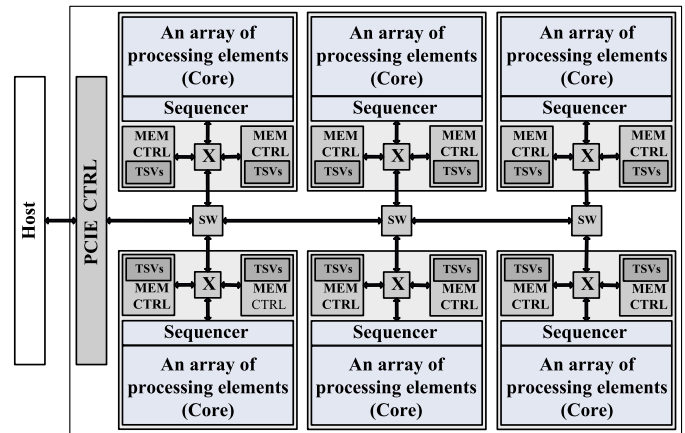 Host
PCIE CTRL
An array of
processing elements
(Core)
Sequencer
MEM
CTRL
TSVs
X
MEM
CTRL
TSVs
An array of
processing elements
(Core)
Sequencer
MEM
CTRL
TSVs
X
MEM
CTRL
TSVs
An array of
processing elements
(Core)
Sequencer
MEM
CTRL
TSVs
X
MEM
CTRL
TSVs
SW
SW
SW
TSVs
MEM
CTRL
X
TSVs
MEM
CTRL
Sequencer
An array of
processing elements
(Core)
TSVs
MEM
CTRL
X
TSVs
MEM
CTRL
Sequencer
An array of
processing elements
(Core)
TSVs
MEM
CTRL
X
TSVs
MEM
CTRL
Sequencer
An array of
processing elements
(Core)